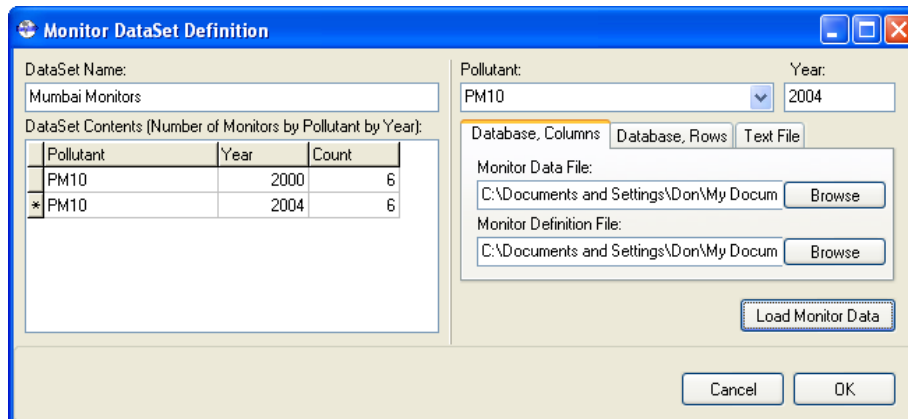 Monitor DataSet Definition
DataSet Name:
Mumbai Monitors
DataSet Contents (Number of Monitors by Pollutant by Year):
Pollutant Year Count
PM10 2000 6
* PM10 2004 6
Pollutant: Year:
PM10 2004
Database, Columns Database, Rows Text File
Monitor Data File:
C:\Documents and Settings\Don\My Docum Browse
Monitor Definition File:
C:\Documents and Settings\Don\My Docum Browse
Load Monitor Data
Cancel OK